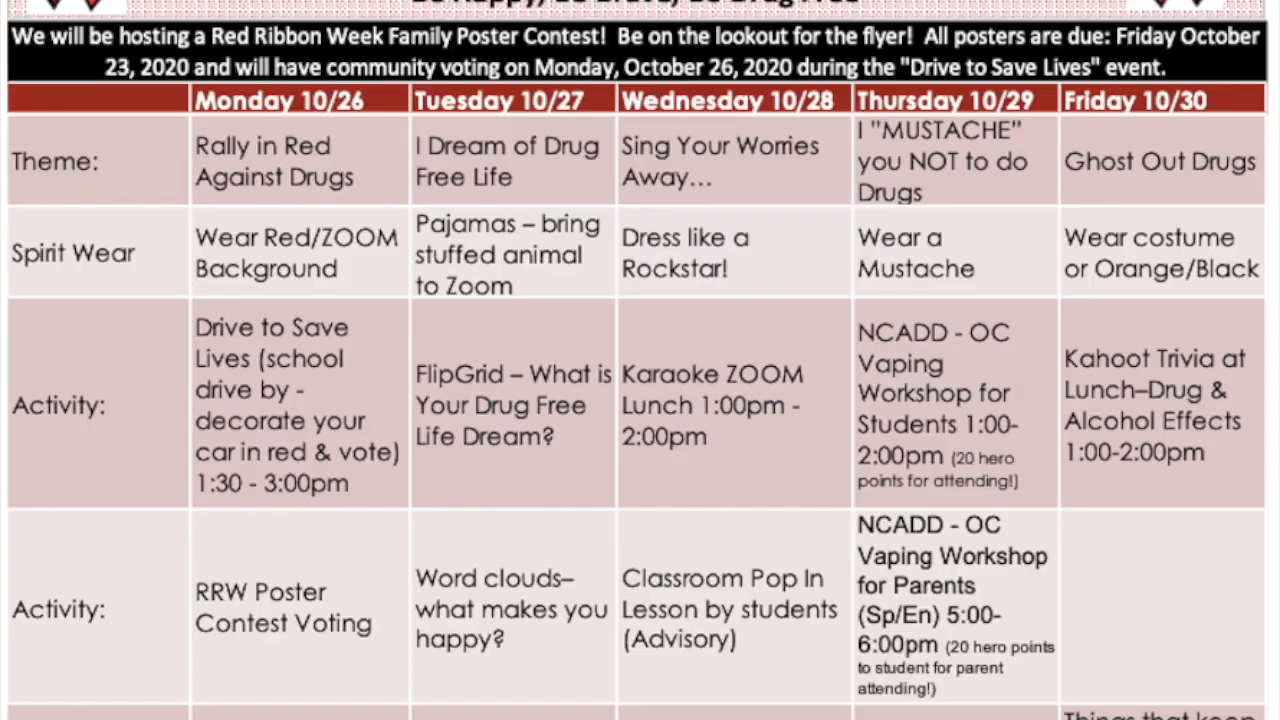 Be Happy, Be Brave, Be Drug Free
We will be hosting a Red Ribbon Week Family Poster Contest!  Be on the lookout for the flyer!  All posters are due: Friday October
23, 2020 and will have community voting on Monday, October 26, 2020 during the "Drive to Save Lives" event.
Monday 10/26
Tuesday 10/27
Wednesday 10/28
Thursday 10/29
Friday 10/30
Theme:
Rally in Red
Against Drugs
I Dream of Drug
Free Life
Sing Your Worries
Away...
I "MUSTACHE"
you NOT to do
Drugs
Ghost Out Drugs
Spirit Wear
Wear Red/ZOOM
Background
Pajamas – bring
stuffed animal
to Zoom
Dress like a
Rockstar!
Wear a
Mustache
Wear costume
or Orange/Black
Activity:
Drive to Save
Lives (school
drive by -
decorate your
car in red & vote)
1:30 - 3:00pm
FlipGrid – What is
Your Drug Free
Life Dream?
Karaoke ZOOM
Lunch 1:00pm -
2:00pm
NCADD - OC
Vaping
Workshop for
Students 1:00-
2:00pm (20 hero
points for attending!)
Kahoot Trivia at
Lunch–Drug &
Alcohol Effects
1:00-2:00pm
Activity:
RRW Poster
Contest Voting
Word clouds–
what makes you
happy?
Classroom Pop In
Lesson by students
(Advisory)
NCADD - OC
Vaping Workshop
for Parents
(Sp/En) 5:00-
6:00pm (20 hero points
to student for parent
attending!)
Things that keep